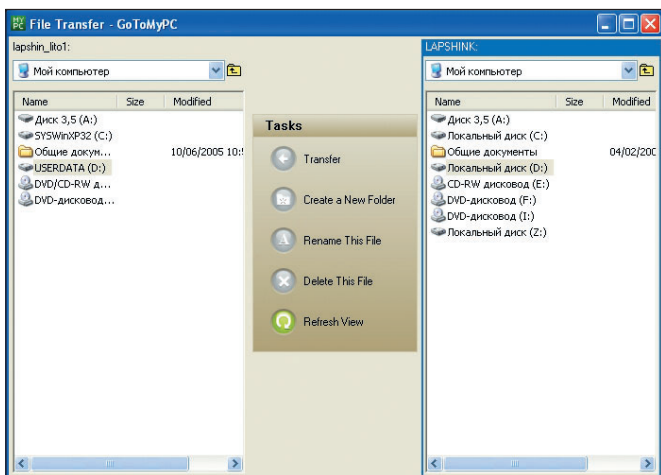 File Transfer - GoToMyPC
lapshin_lito1:
Мой компьютер
Name Size Modified
Диск 3,5 (A:)
SYSWinXP32 (C:)
Общие докум... 10/06/2005 10:
USERDATA (D:)
DVD/CD-RW д...
DVD-дисковод...
Tasks
Transfer
Create a New Folder
Rename This File
Delete This File
Refresh View
LAPSHINK:
Мой компьютер
Name Size Modified
Диск 3,5 (A:)
Локальный диск (C:)
Общие документы 04/02/200
Локальный диск (D:)
CD-RW дисковод (E:)
DVD-дисковод (F:)
DVD-дисковод (I:)
Локальный диск (Z:)